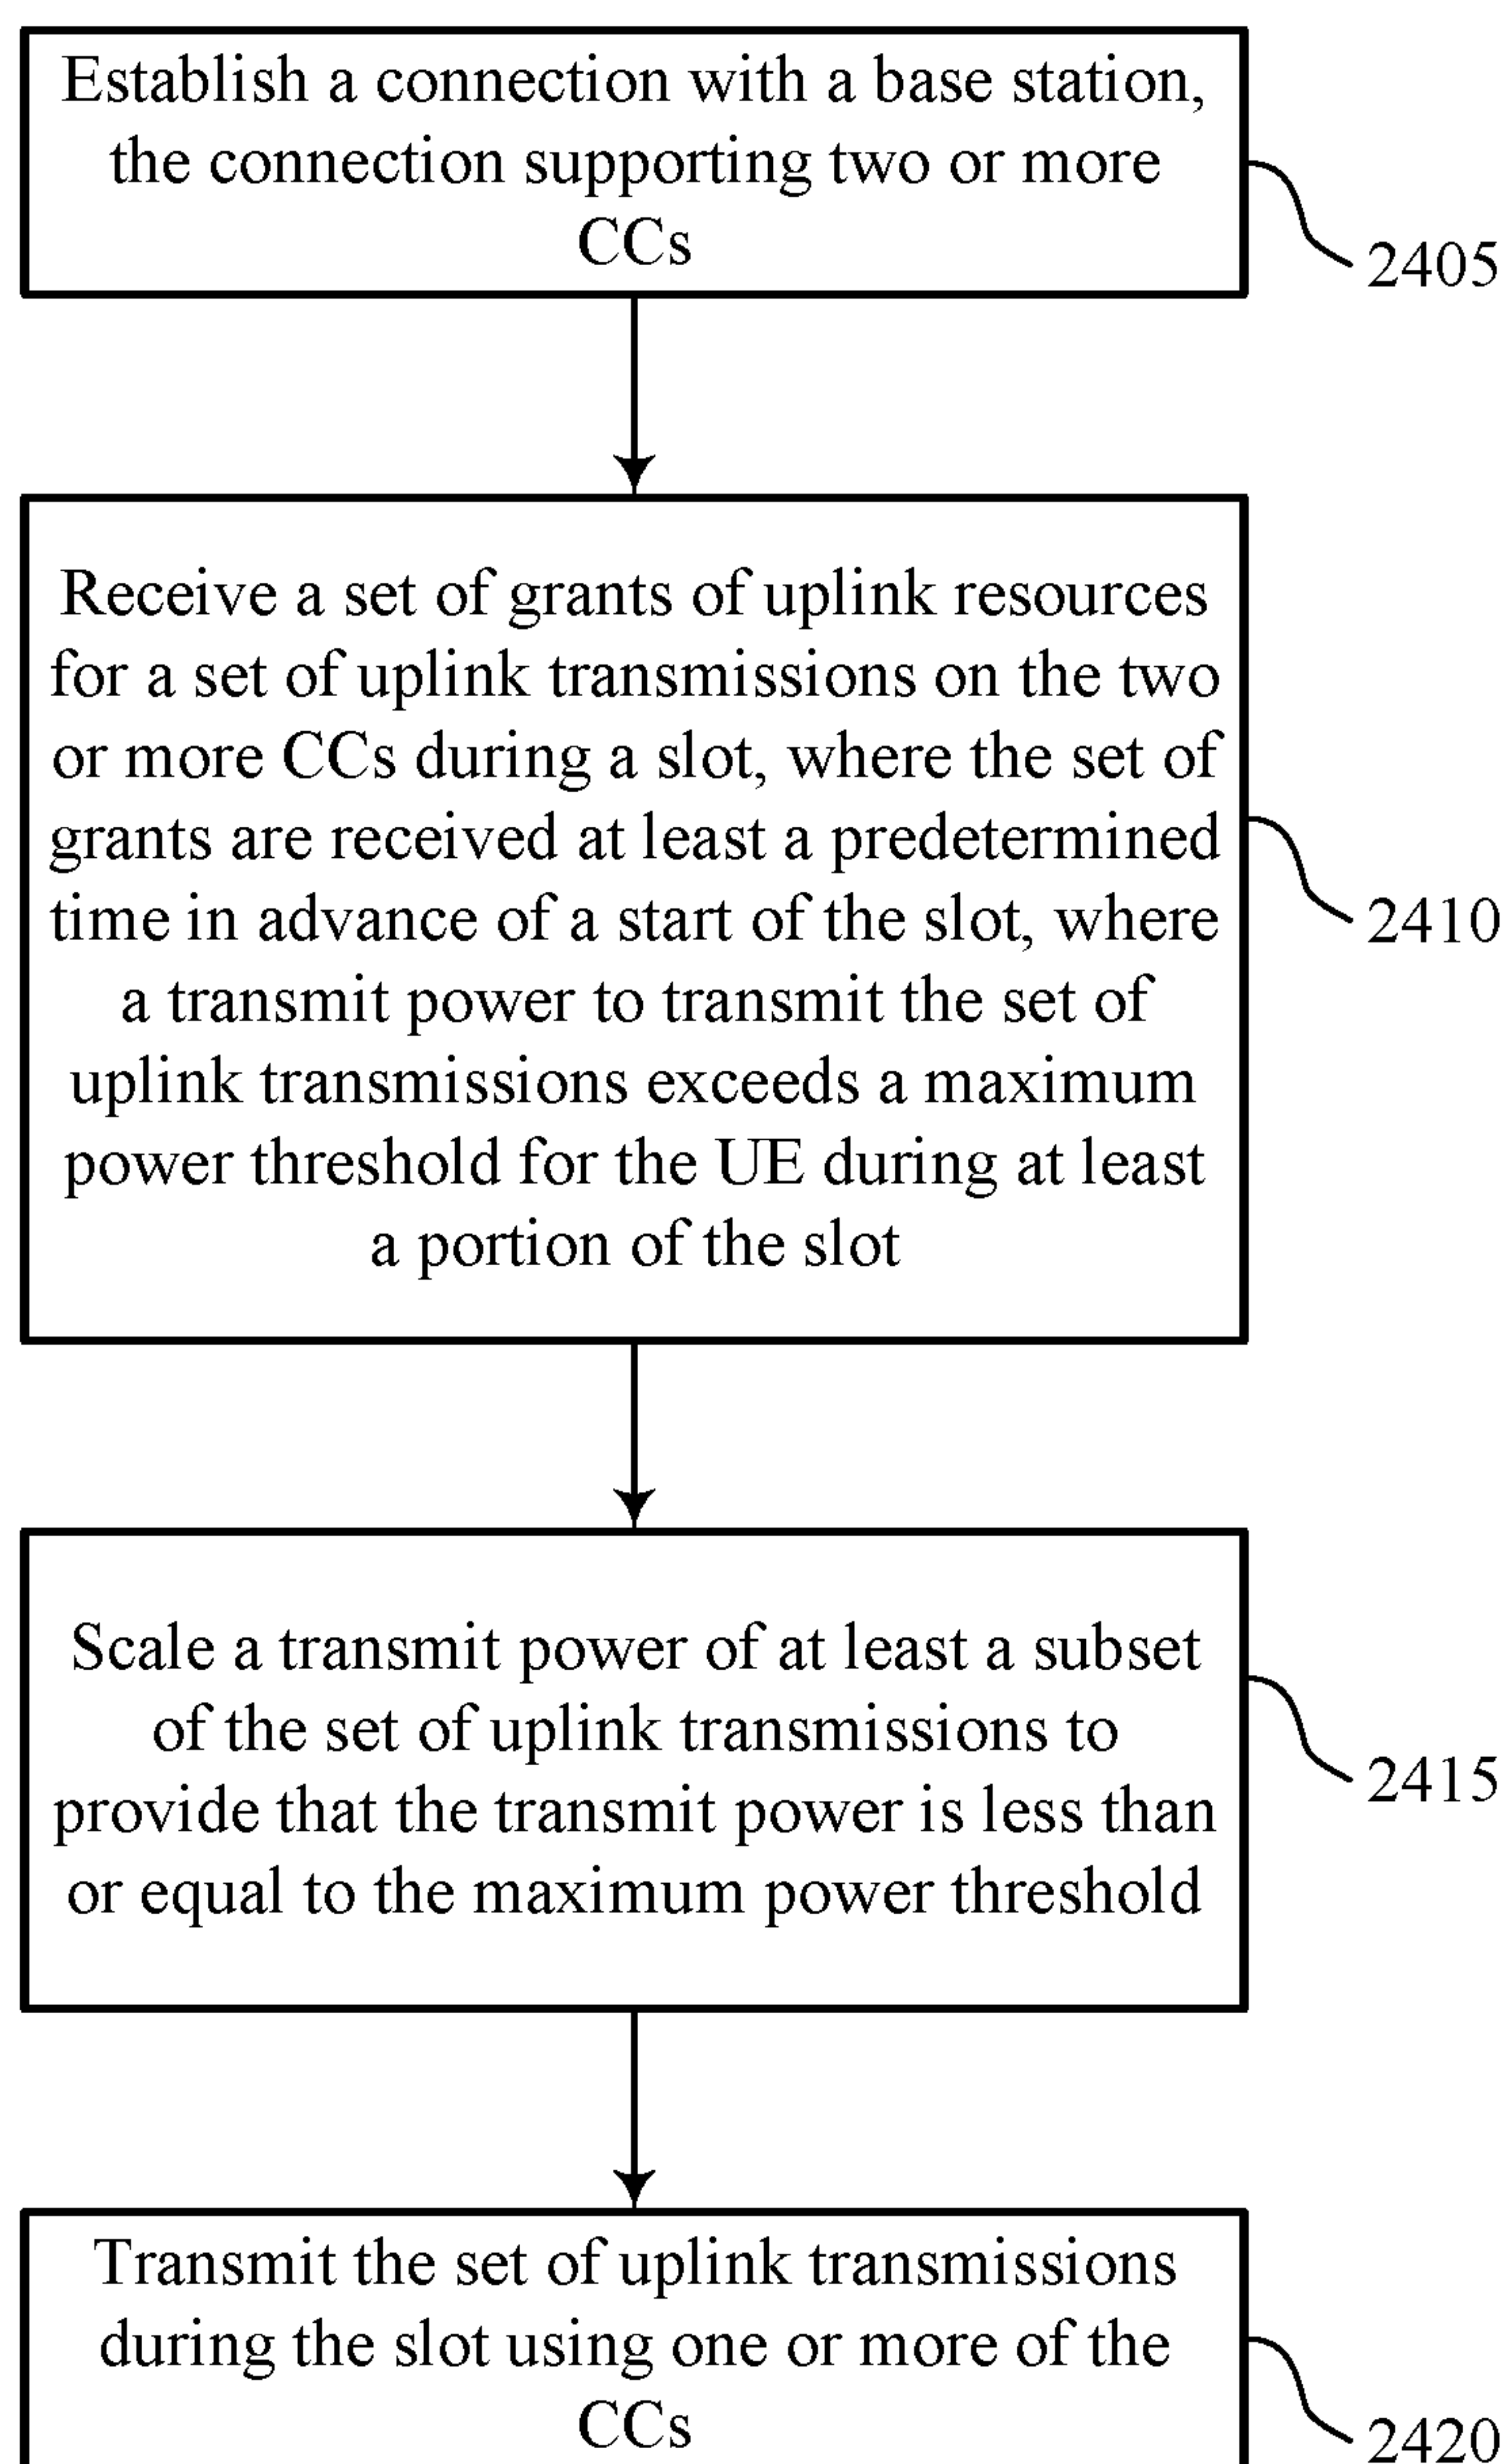 Establish a connection with a base station,
the connection supporting two or more
CCs
2405
Receive a set of grants of uplink resources
for a set of uplink transmissions on the two
or more CCs during a slot, where the set of
grants are received at least a predetermined
time in advance of a start of the slot, where
a transmit power to transmit the set of
uplink transmissions exceeds a maximum
power threshold for the UE during at least
a portion of the slot
2410
Scale a transmit power of at least a subset
of the set of uplink transmissions to
provide that the transmit power is less than
or equal to the maximum power threshold
2415
Transmit the set of uplink transmissions
during the slot using one or more of the
CCs
2420